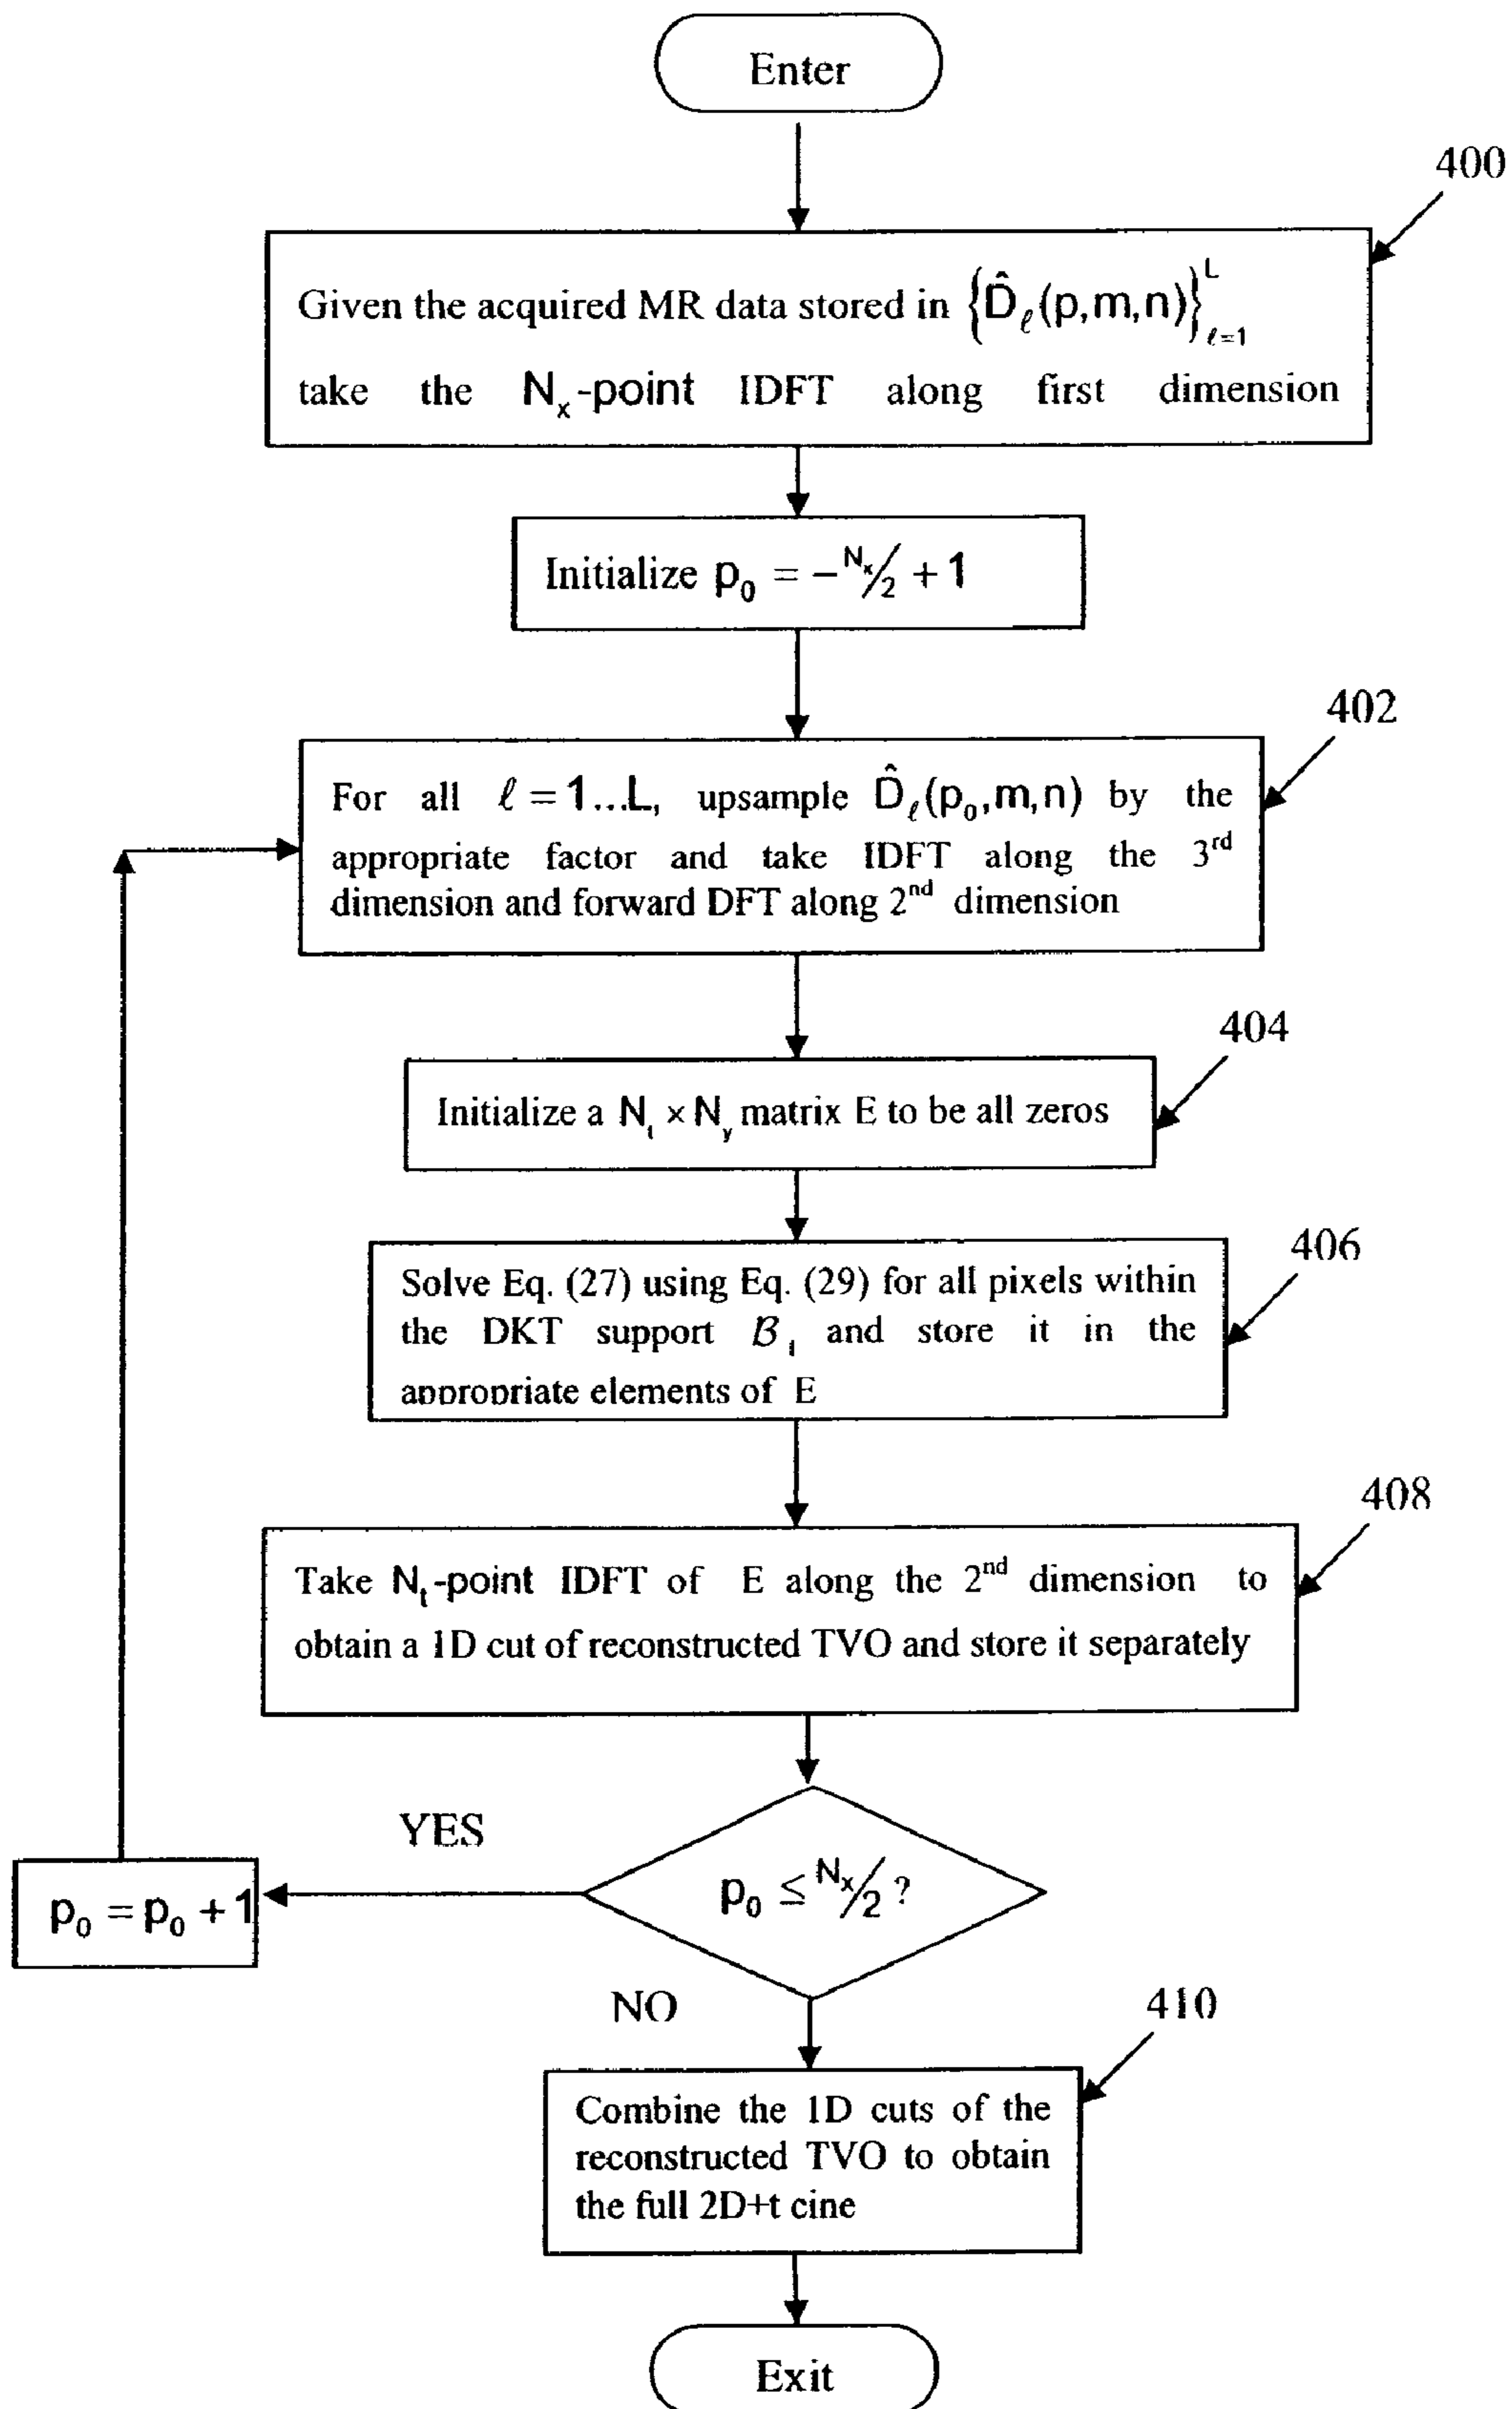 Enter
400
Given the acquired MR data stored in {D̂ℓ(p,m,n)}ᴸℓ=1
take the Nx-point IDFT along first dimension
Initialize p0 = −Nx/2 + 1
402
For all ℓ = 1...L, upsample D̂ℓ(p0,m,n) by the
appropriate factor and take IDFT along the 3rd
dimension and forward DFT along 2nd dimension
404
Initialize a Nt × Ny matrix E to be all zeros
406
Solve Eq. (27) using Eq. (29) for all pixels within
the DKT support ℬt and store it in the
appropriate elements of E
408
Take Nt-point IDFT of E along the 2nd dimension to
obtain a 1D cut of reconstructed TVO and store it separately
YES
p0 ≤ Nx/2 ?
p0 = p0 + 1
NO
410
Combine the 1D cuts of the
reconstructed TVO to obtain
the full 2D+t cine
Exit